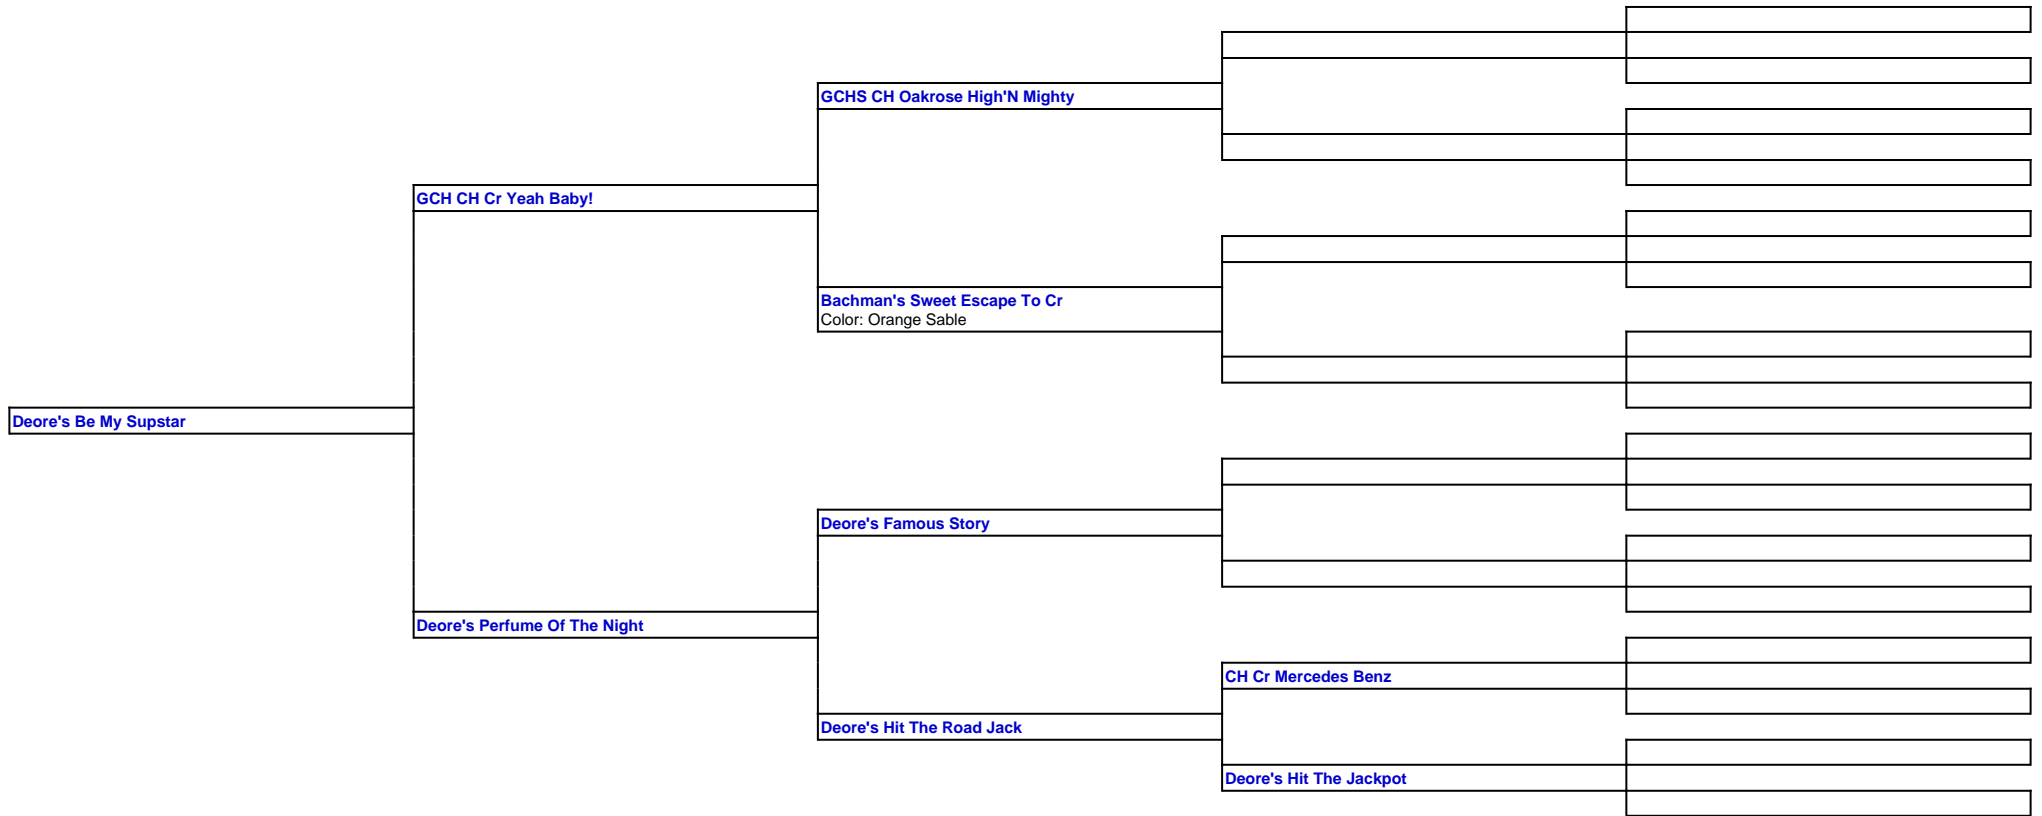 GCHS CH Oakrose High'N Mighty
GCH CH Cr Yeah Baby!
Bachman's Sweet Escape To Cr
Color: Orange Sable
Deore's Be My Supstar
Deore's Famous Story
Deore's Perfume Of The Night
CH Cr Mercedes Benz
Deore's Hit The Road Jack
Deore's Hit The Jackpot